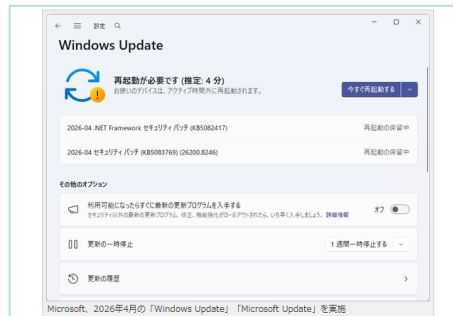 設定
Windows Update
再起動が必要です (推定: 4 分)
お使いのデバイスは、アクティブ時間外に再起動されます。
今すぐ再起動する
2026-04 .NET Framework セキュリティ パッチ (KB5082417)
再起動の保留中
2026-04 セキュリティ パッチ (KB5083769) (26200.8246)
再起動の保留中
その他のオプション
利用可能になったらすぐに最新の更新プログラムを入手する
セキュリティ以外の最新の更新プログラム、修正、機能強化がロールアウトされたら、いち早く入手しましょう。 詳細情報
オフ
更新の一時停止
1 週間一時停止する
更新の履歴
Microsoft、2026年4月の「Windows Update」「Microsoft Update」を実施